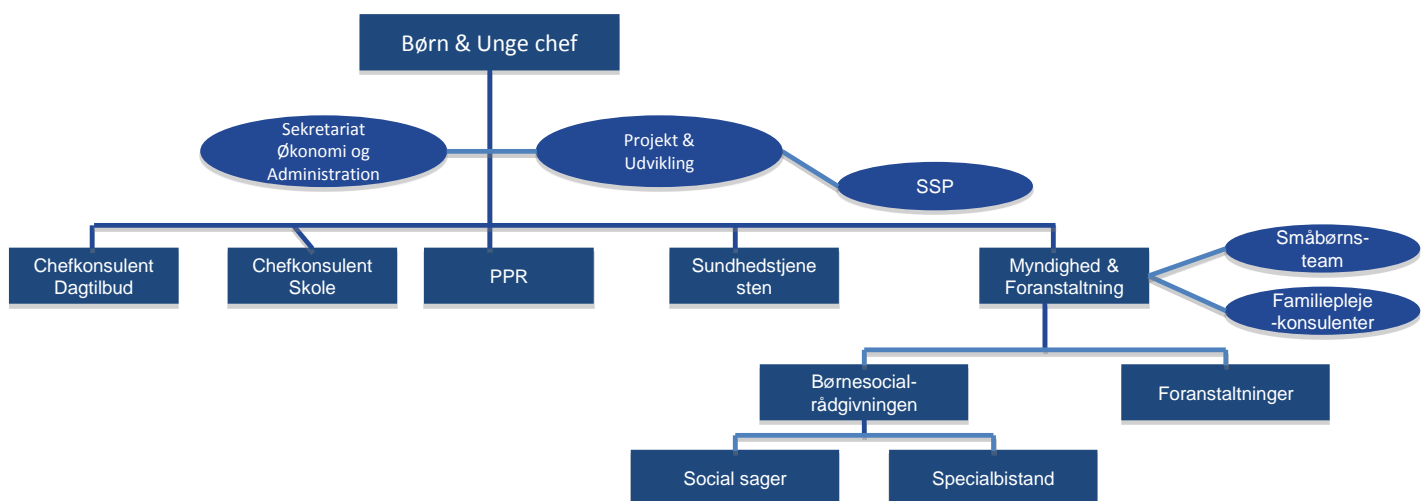 Børn & Unge chef
Sekretariat
Økonomi og
Administration
Projekt &
Udvikling
SSP
Chefkonsulent
Dagtilbud
Chefkonsulent
Skole
PPR
Sundhedstjene
sten
Myndighed &
Foranstaltning
Småbørns-
team
Familiepleje
-konsulenter
Børnesocial-
rådgivningen
Foranstaltninger
Social sager
Specialbistand